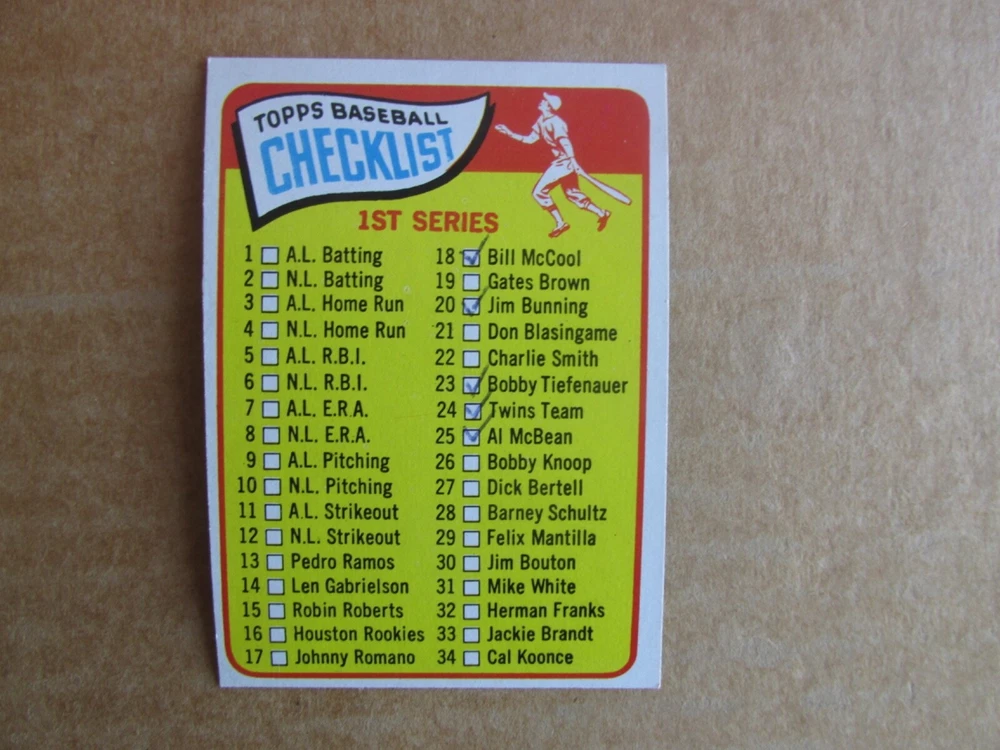 TOPPS BASEBALL
CHECKLIST
1ST SERIES
1 A.L. Batting
2 N.L. Batting
3 A.L. Home Run
4 N.L. Home Run
5 A.L. R.B.I.
6 N.L. R.B.I.
7 A.L. E.R.A.
8 N.L. E.R.A.
9 A.L. Pitching
10 N.L. Pitching
11 A.L. Strikeout
12 N.L. Strikeout
13 Pedro Ramos
14 Len Gabrielson
15 Robin Roberts
16 Houston Rookies
17 Johnny Romano
18 Bill McCool
19 Gates Brown
20 Jim Bunning
21 Don Blasingame
22 Charlie Smith
23 Bobby Tiefenauer
24 Twins Team
25 Al McBean
26 Bobby Knoop
27 Dick Bertell
28 Barney Schultz
29 Felix Mantilla
30 Jim Bouton
31 Mike White
32 Herman Franks
33 Jackie Brandt
34 Cal Koonce